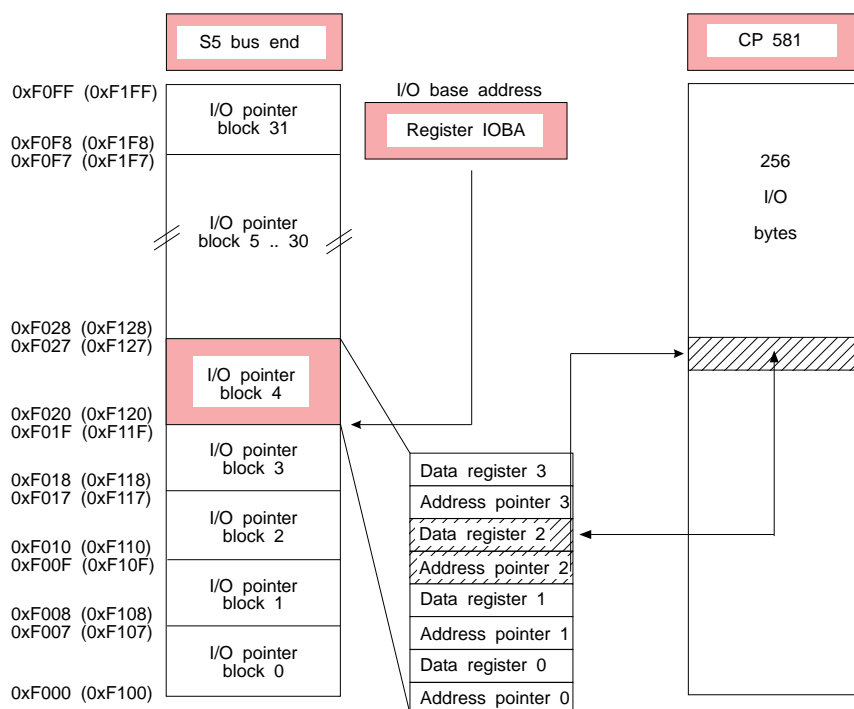 S5 bus end
CP 581
0xF0FF (0xF1FF)
I/O pointer
block 31
I/O base address
Register IOBA
0xF0F8 (0xF1F8)
0xF0F7 (0xF1F7)
256
I/O
bytes
I/O pointer
block 5 .. 30
0xF028 (0xF128)
0xF027 (0xF127)
I/O pointer
block 4
0xF020 (0xF120)
0xF01F (0xF11F)
I/O pointer
block 3
0xF018 (0xF118)
0xF017 (0xF117)
I/O pointer
block 2
0xF010 (0xF110)
0xF00F (0xF10F)
I/O pointer
block 1
0xF008 (0xF108)
0xF007 (0xF107)
I/O pointer
block 0
0xF000 (0xF100)
Data register 3
Address pointer 3
Data register 2
Address pointer 2
Data register 1
Address pointer 1
Data register 0
Address pointer 0